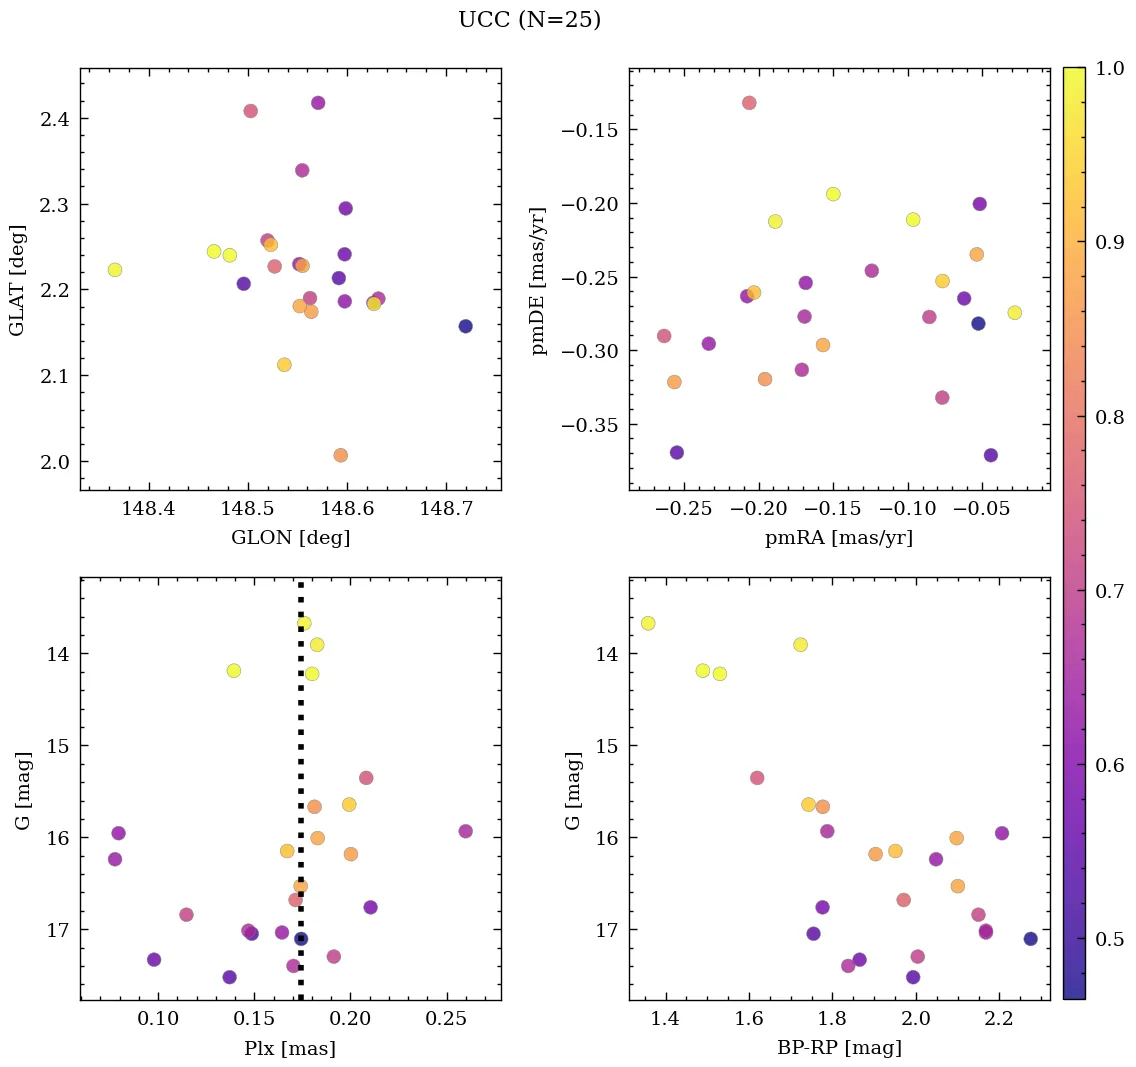 UCC (N=25)
2.4
2.3
2.2
2.1
2.0
GLAT [deg]
148.4 148.5 148.6 148.7
GLON [deg]
−0.15
−0.20
−0.25
−0.30
−0.35
pmDE [mas/yr]
−0.25 −0.20 −0.15 −0.10 −0.05
pmRA [mas/yr]
14
15
16
17
G [mag]
0.10 0.15 0.20 0.25
Plx [mas]
14
15
16
17
G [mag]
1.4 1.6 1.8 2.0 2.2
BP-RP [mag]
1.0
0.9
0.8
0.7
0.6
0.5